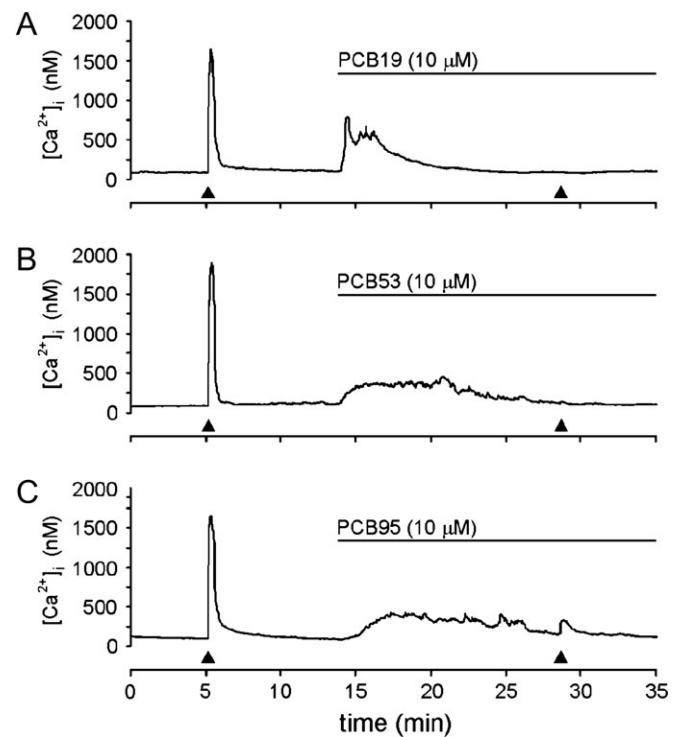 A
2000
1500
1000
500
0
[Ca²⁺]ᵢ (nM)
PCB19 (10 μM)
B
2000
1500
1000
500
0
[Ca²⁺]ᵢ (nM)
PCB53 (10 μM)
C
2000
1500
1000
500
0
[Ca²⁺]ᵢ (nM)
PCB95 (10 μM)
0 5 10 15 20 25 30 35
time (min)